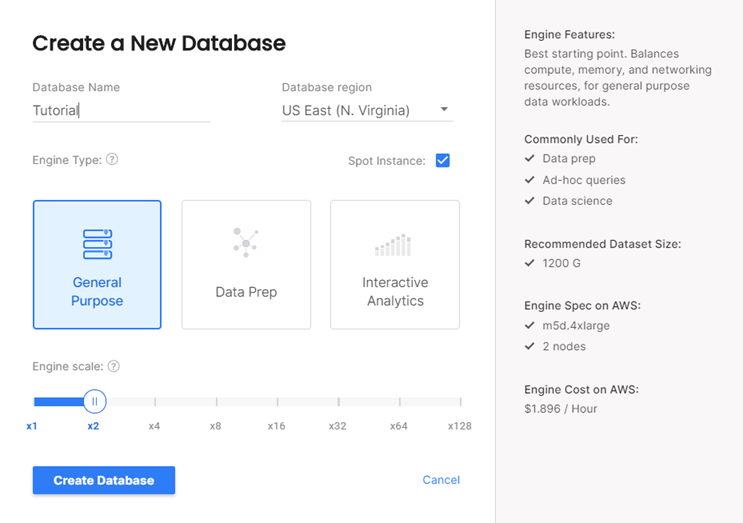 Create a New Database
Database Name
Database region
Tutorial
US East (N. Virginia)
Engine Type: ?
Spot Instance:
General
Purpose
Data Prep
Interactive
Analytics
Engine scale: ?
x1 x2 x4 x8 x16 x32 x64 x128
Create Database
Cancel
Engine Features:
Best starting point. Balances
compute, memory, and networking
resources, for general purpose
data workloads.
Commonly Used For:
Data prep
Ad-hoc queries
Data science
Recommended Dataset Size:
1200 G
Engine Spec on AWS:
m5d.4xlarge
2 nodes
Engine Cost on AWS:
$1.896 / Hour